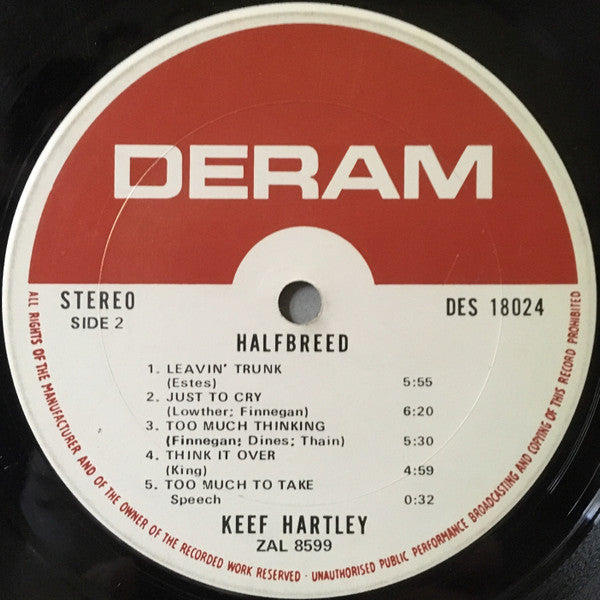 DERAM
STEREO
SIDE 2
DES 18024
HALFBREED
1. LEAVIN' TRUNK
(Estes) 5:55
2. JUST TO CRY
(Lowther; Finnegan) 6:20
3. TOO MUCH THINKING
(Finnegan; Dines; Thain) 5:30
4. THINK IT OVER
(King) 4:59
5. TOO MUCH TO TAKE
Speech 0:32
KEEF HARTLEY
ZAL 8599
ALL RIGHTS OF THE MANUFACTURER AND OF THE OWNER OF THE RECORDED WORK RESERVED · UNAUTHORISED PUBLIC PERFORMANCE BROADCASTING AND COPYING OF THIS RECORD PROHIBITED